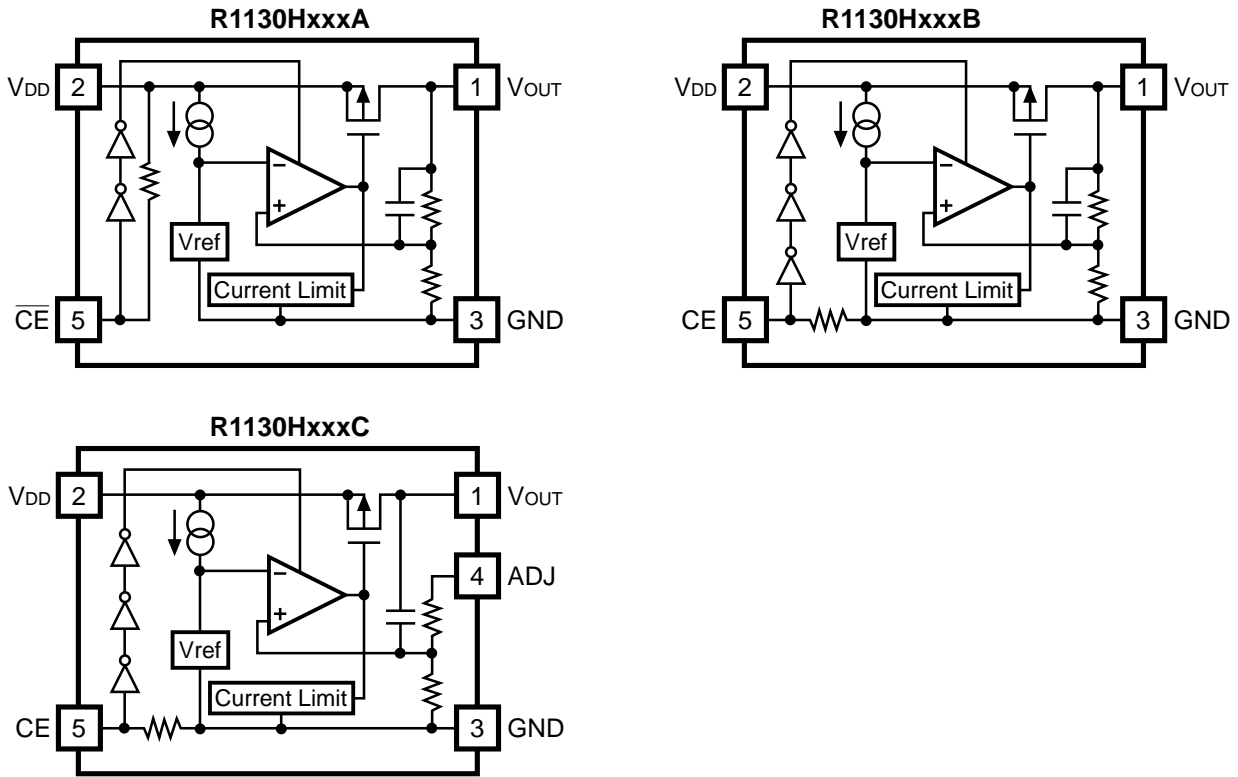 R1130HxxxA
VDD 2
1 VOUT
−
+
Vref
Current Limit
C̅E̅ 5
3 GND
R1130HxxxB
VDD 2
1 VOUT
−
+
Vref
Current Limit
CE 5
3 GND
R1130HxxxC
VDD 2
1 VOUT
4 ADJ
−
+
Vref
Current Limit
CE 5
3 GND